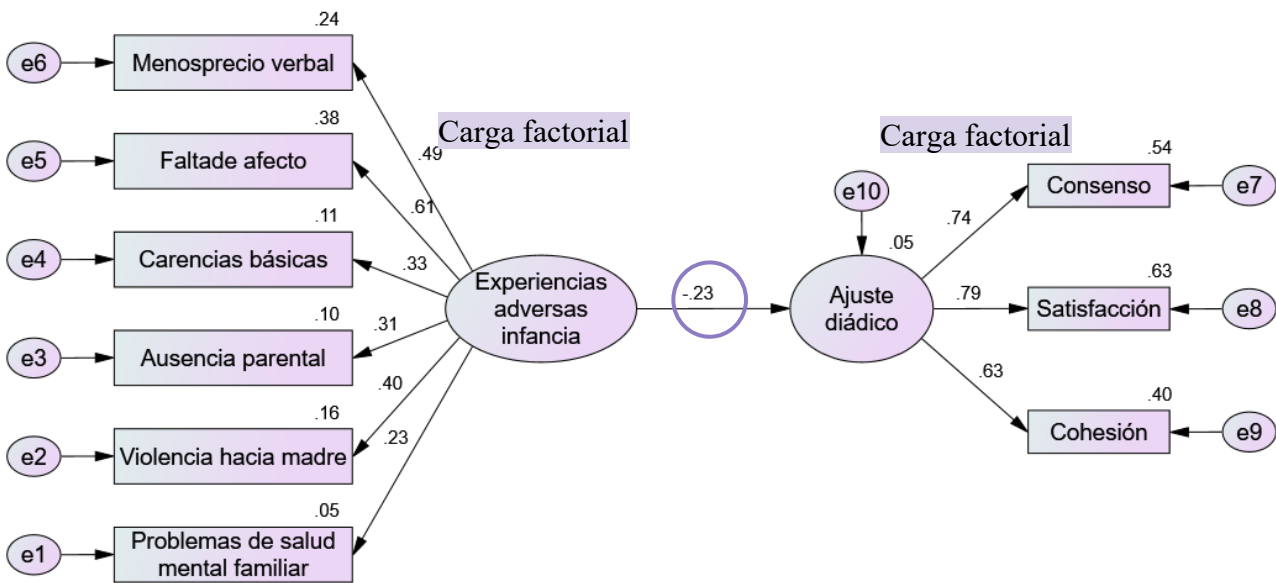 .24
e6
Menosprecio verbal
.38
e5
Faltade afecto
.11
e4
Carencias básicas
.10
e3
Ausencia parental
.16
e2
Violencia hacia madre
.05
e1
Problemas de salud
mental familiar
Carga factorial
.49
.61
.33
.31
.40
.23
Experiencias
adversas
infancia
-.23
Carga factorial
e10
.05
Ajuste
diádico
.74
.79
.63
.54
Consenso
e7
.63
Satisfacción
e8
.40
Cohesión
e9